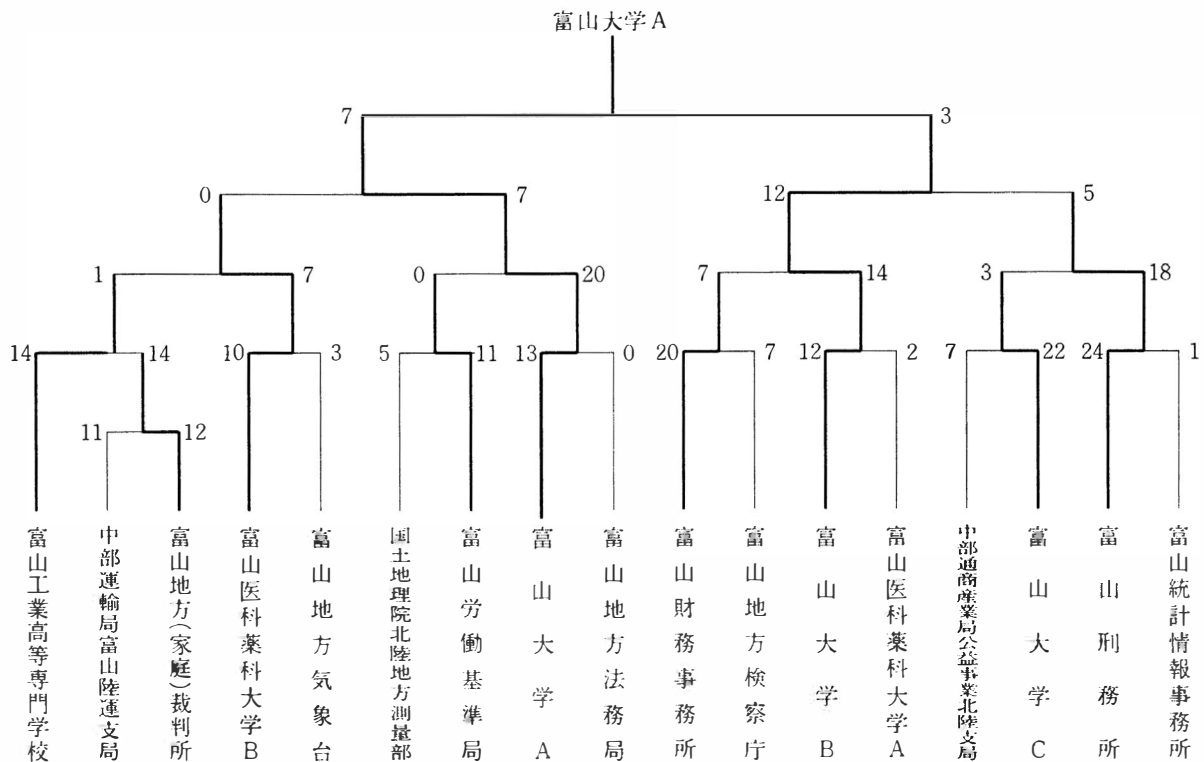 富山大学A
7 3
0 7 12 5
1 7 0 20 7 14 3 18
14 14 10 3 5 11 13 0 20 7 12 2 7 22 24 1
11 12
富山工業高等専門学校
中部運輸局富山陸運支局
富山地方(家庭)裁判所
富山医科薬科大学B
富山地方気象台
国土地理院北陸地方測量部
富山労働基準局
富山大学A
富山地方法務局
富山財務事務所
富山地方検察庁
富山大学B
富山医科薬科大学A
中部通商産業局公益事業北陸支局
富山大学C
富山刑務所
富山統計情報事務所